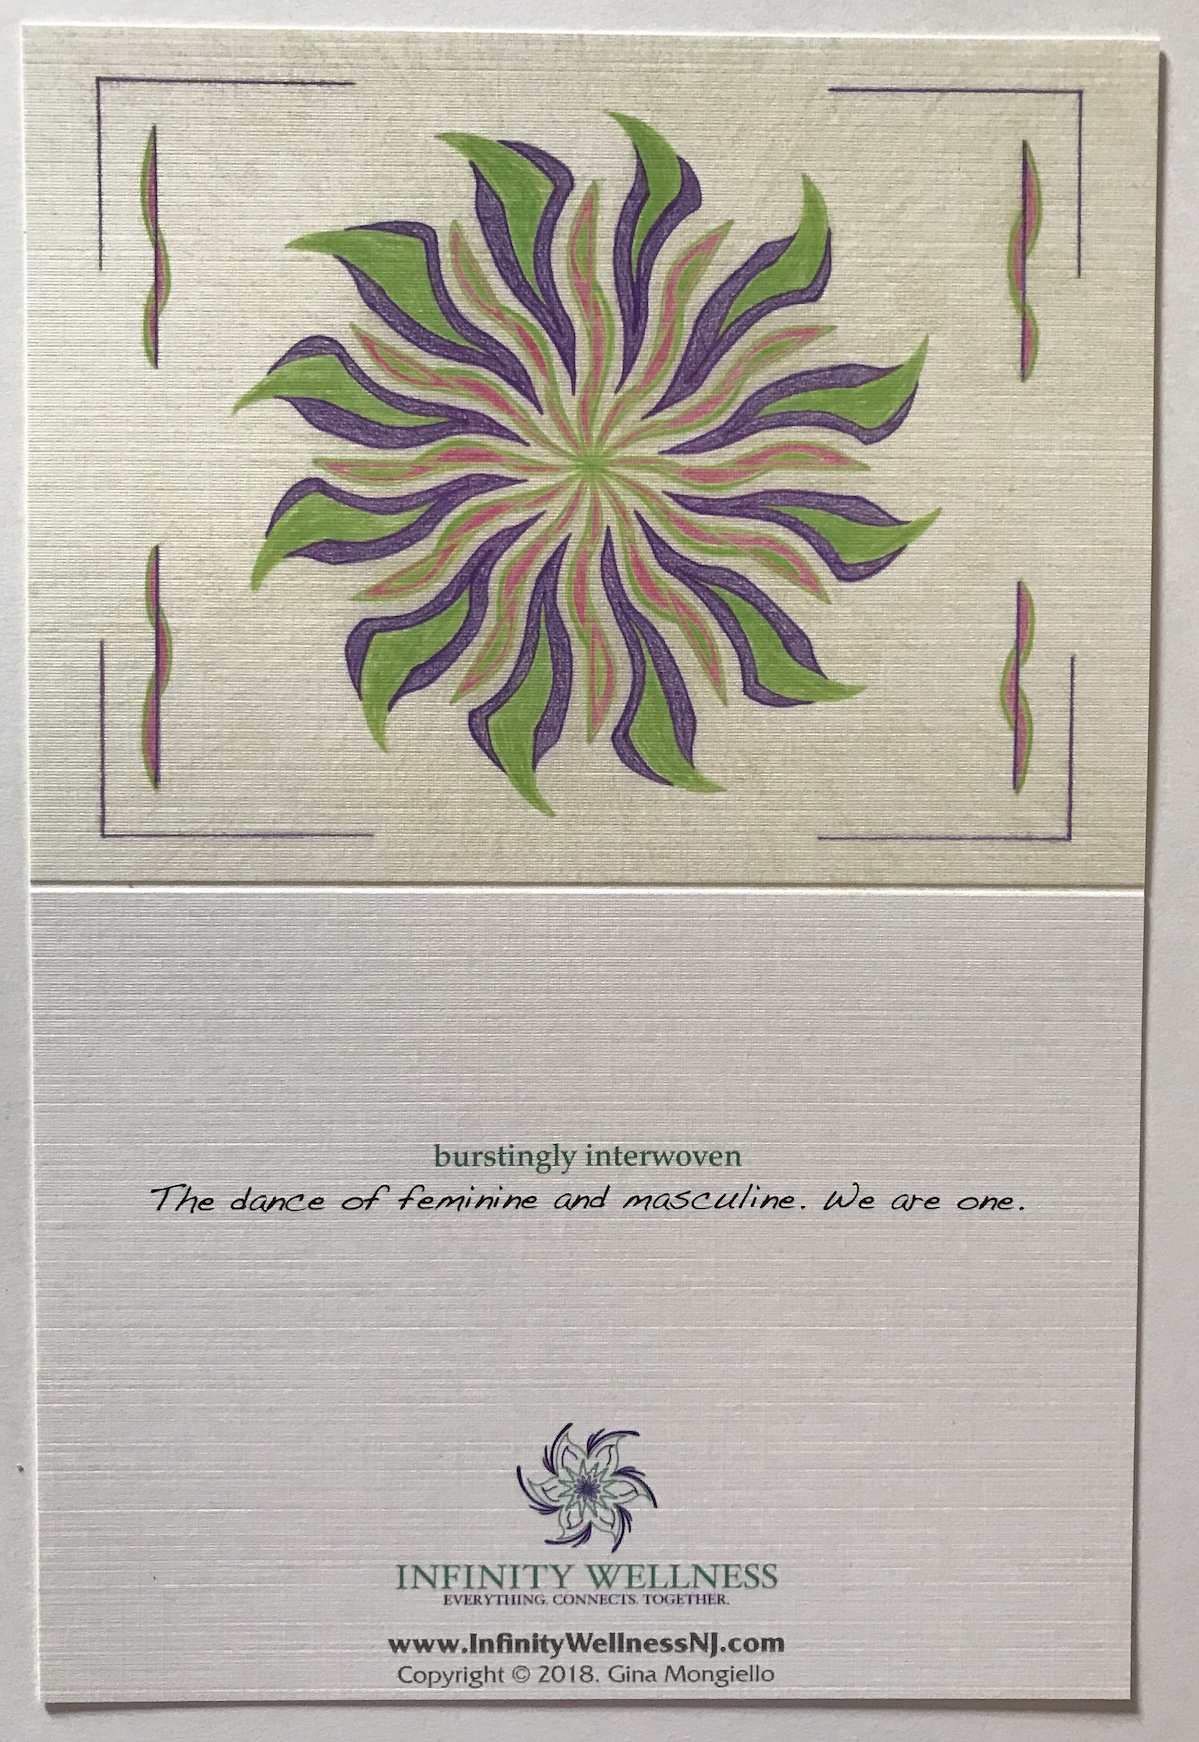 burstingly interwoven
The dance of feminine and masculine. We are one.
INFINITY WELLNESS
EVERYTHING. CONNECTS. TOGETHER.
www.InfinityWellnessNJ.com
Copyright © 2018. Gina Mongiello